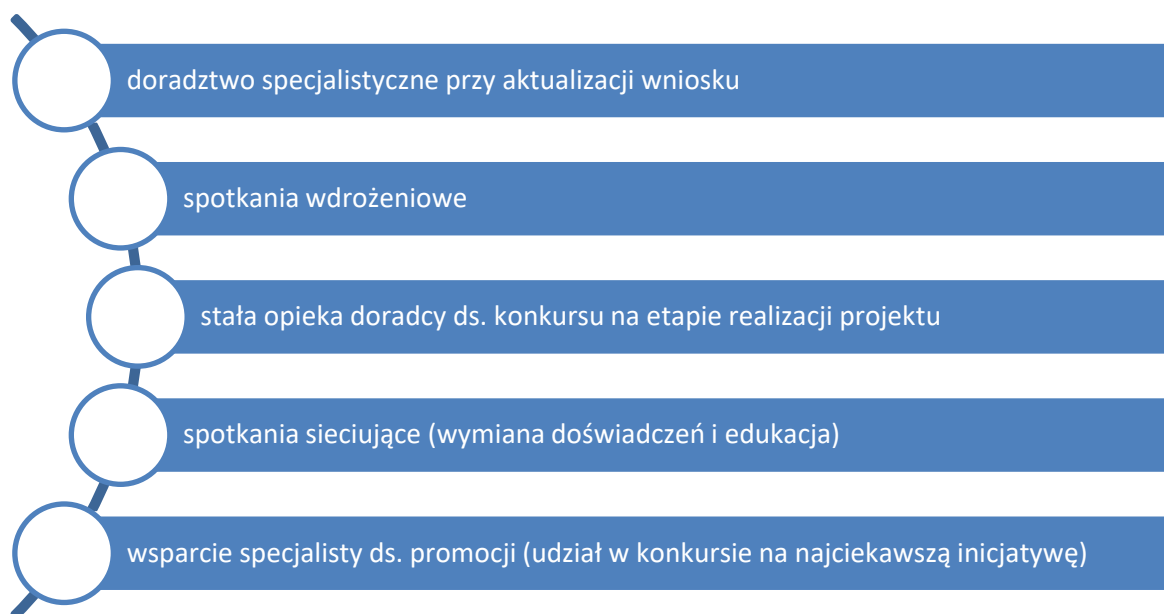 doradztwo specjalistyczne przy aktualizacji wniosku
spotkania wdrożeniowe
stała opieka doradcy ds. konkursu na etapie realizacji projektu
spotkania sieciujące (wymiana doświadczeń i edukacja)
wsparcie specjalisty ds. promocji (udział w konkursie na najciekawszą inicjatywę)